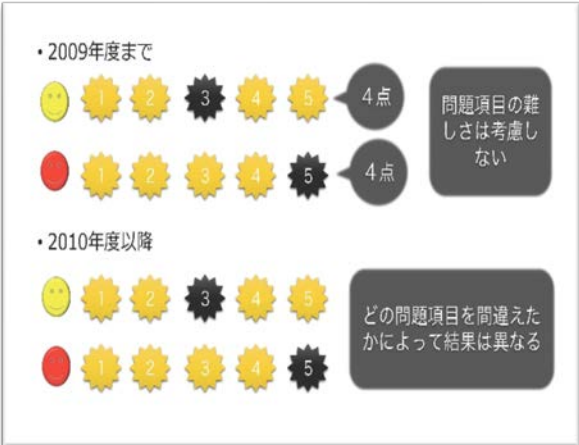 ・2009年度まで
1 2 3 4 5 4点
問題項目の難
しさは考慮し
ない
1 2 3 4 5 4点
・2010年度以降
1 2 3 4 5
どの問題項目を間違えた
かによって結果は異なる
1 2 3 4 5